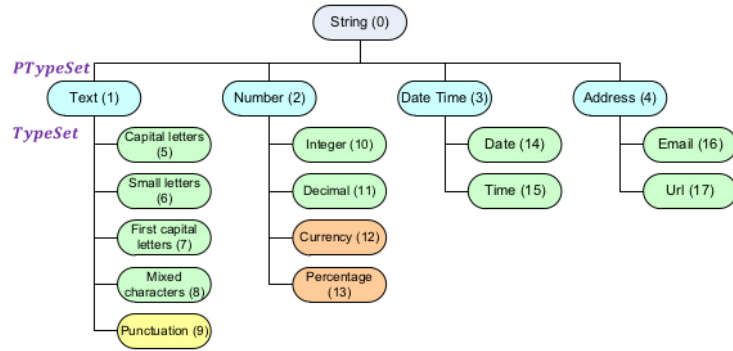 String (0)
PTypeSet
Text (1)
Number (2)
Date Time (3)
Address (4)
TypeSet
Capital letters
(5)
Integer (10)
Date (14)
Email (16)
Small letters
(6)
Decimal (11)
Time (15)
Url (17)
First capital
letters (7)
Currency (12)
Mixed
characters (8)
Percentage
(13)
Punctuation (9)